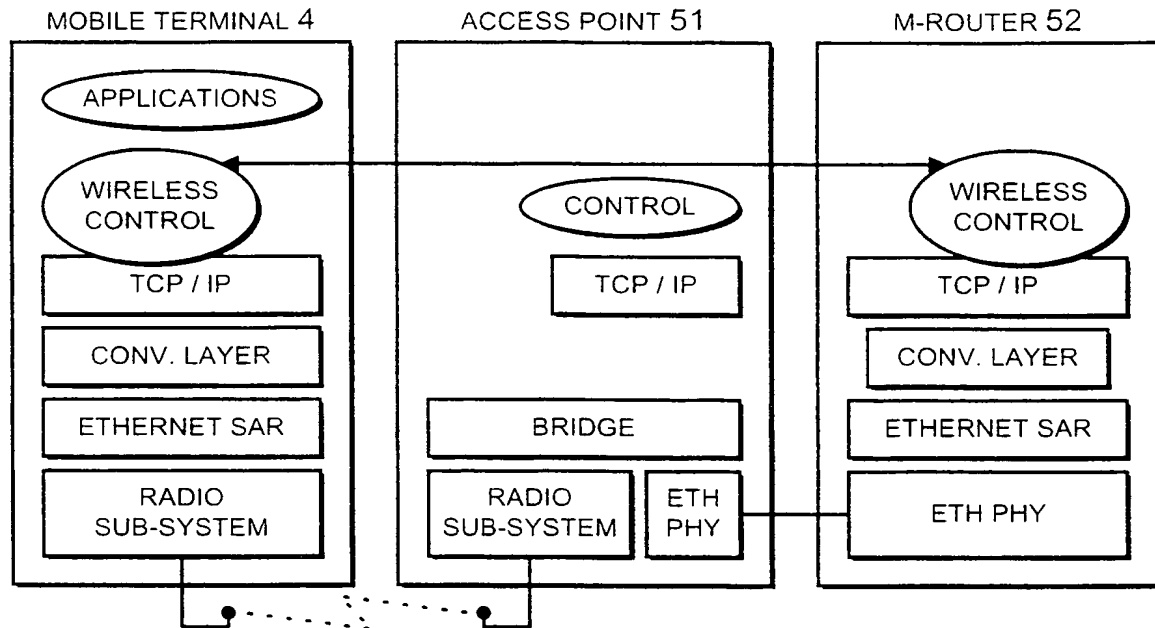 MOBILE TERMINAL 4
ACCESS POINT 51
M-ROUTER 52
APPLICATIONS
WIRELESS
CONTROL
CONTROL
WIRELESS
CONTROL
TCP / IP
TCP / IP
TCP / IP
CONV. LAYER
CONV. LAYER
ETHERNET SAR
BRIDGE
ETHERNET SAR
RADIO
SUB-SYSTEM
RADIO
SUB-SYSTEM
ETH
PHY
ETH PHY